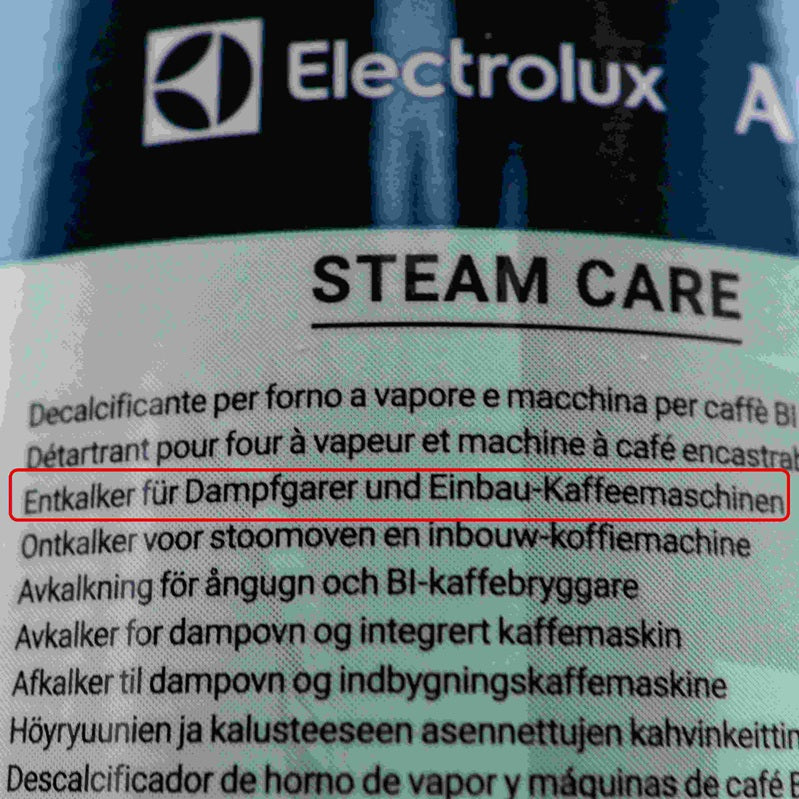 Electrolux A
STEAM CARE
Decalcificante per forno a vapore e macchina per caffè BI
Détartrant pour four à vapeur et machine à café encastrab
Entkalker für Dampfgarer und Einbau-Kaffeemaschinen
Ontkalker voor stoomoven en inbouw-koffiemachine
Avkalkning för ångugn och BI-kaffebryggare
Avkalker for dampovn og integrert kaffemaskin
Afkalker til dampovn og indbygningskaffemaskine
Höyryuunien ja kalusteeseen asennettujen kahvinkeittin
Descalcificador de horno de vapor y máquinas de café B